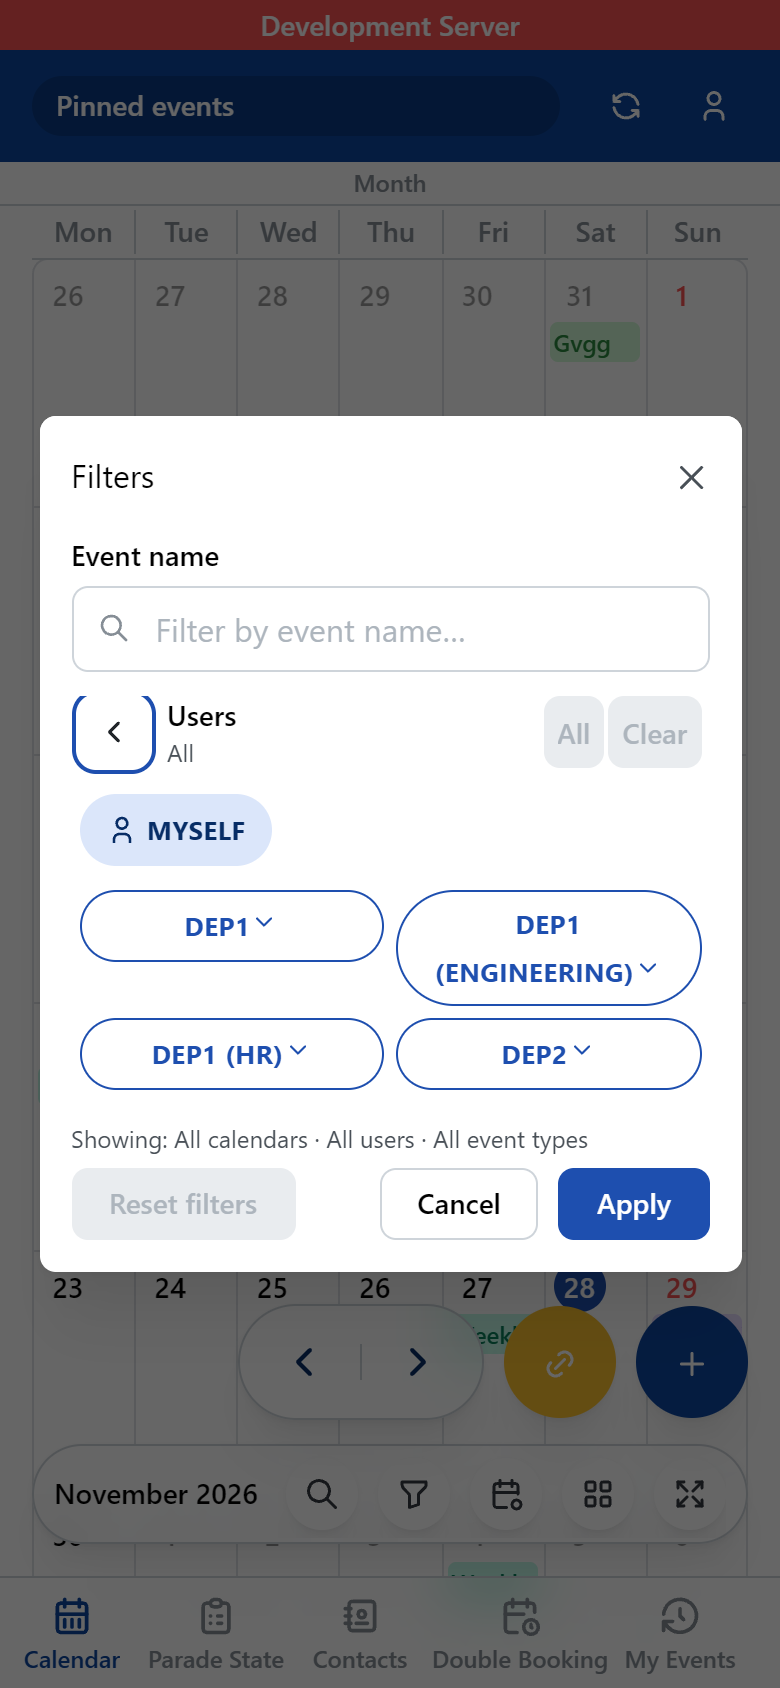 Development Server
Pinned events
Month
Mon Tue Wed Thu Fri Sat Sun
26 27 28 29 30 31 1
Gvgg
Filters
Event name
Filter by event name...
Users
All
All Clear
MYSELF
DEP1
DEP1
(ENGINEERING)
DEP1 (HR)
DEP2
Showing: All calendars · All users · All event types
Reset filters Cancel Apply
23 24 25 26 27 28 29
November 2026
Calendar Parade State Contacts Double Booking My Events